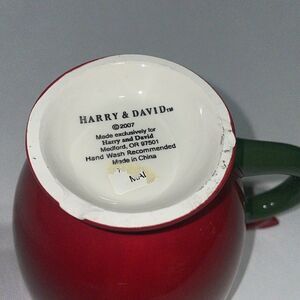 HARRY & DAVID™
©2007
Made exclusively for
Harry and David
Medford, OR 97501
Hand Wash Recommended
Made in China